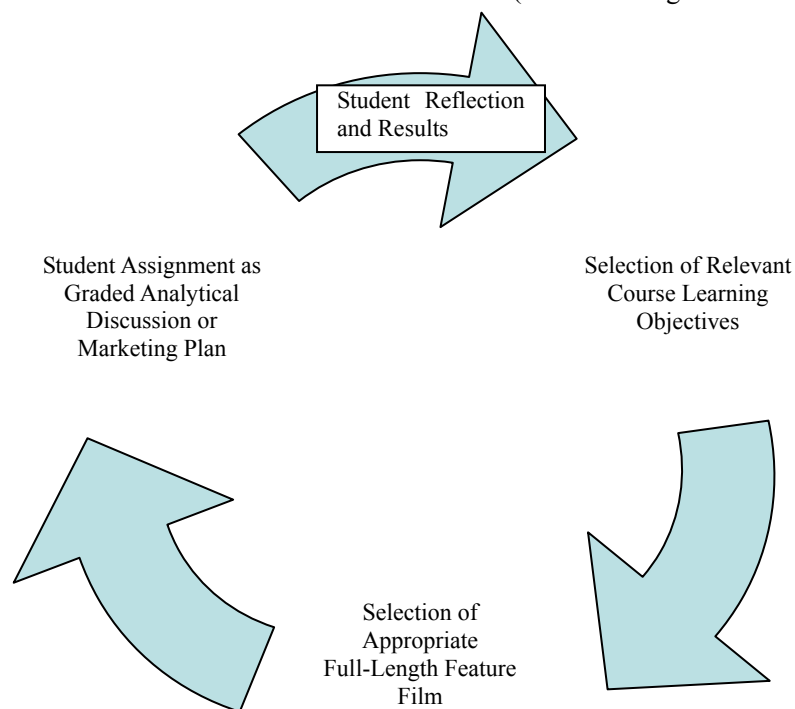 Student Reflection
and Results
Student Assignment as
Graded Analytical
Discussion or
Marketing Plan
Selection of Relevant
Course Learning
Objectives
Selection of
Appropriate
Full-Length Feature
Film